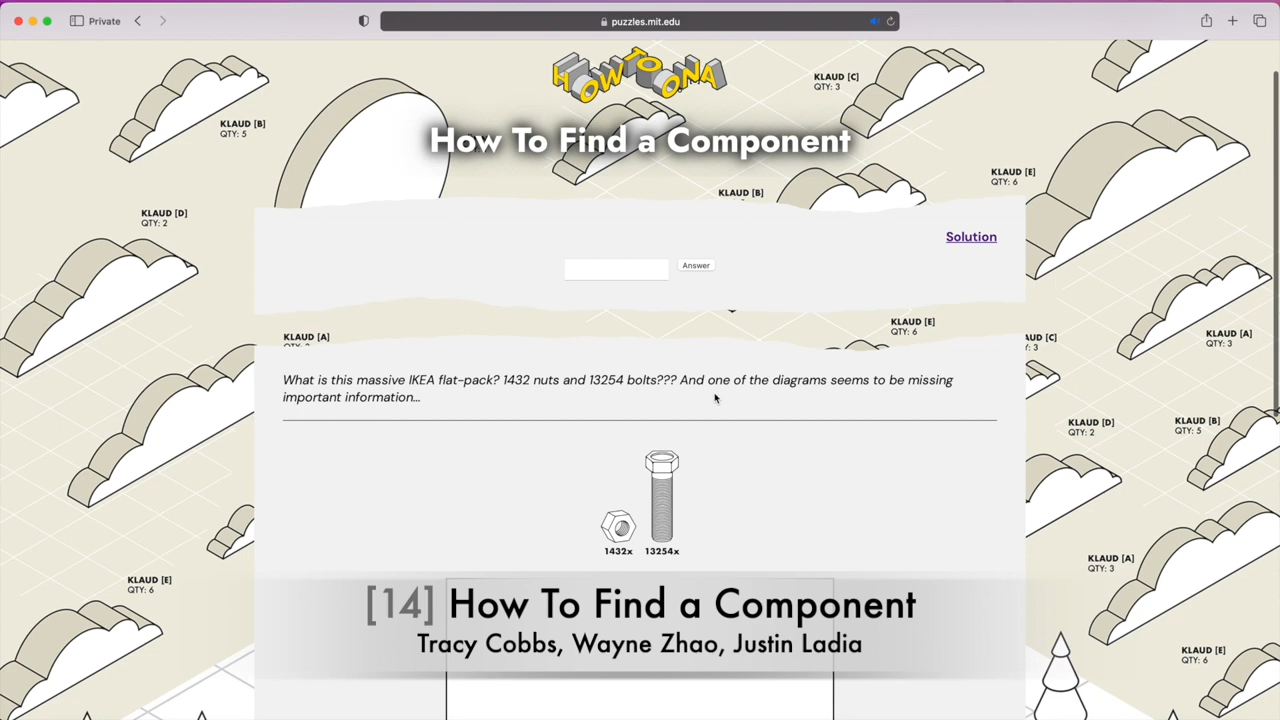 Private
puzzles.mit.edu
HOWTOONA
KLAUD [C]
QTY: 3
KLAUD [B]
QTY: 5
How To Find a Component
KLAUD [E]
QTY: 6
KLAUD [B]
KLAUD [D]
QTY: 2
Solution
Answer
KLAUD [E]
QTY: 6
KLAUD [A]
KLAUD [A]
QTY: 3
What is this massive IKEA flat-pack? 1432 nuts and 13254 bolts??? And one of the diagrams seems to be missing
important information...
KLAUD [D]
QTY: 2
KLAUD [B]
QTY: 5
1432x 13254x
KLAUD [A]
QTY: 3
KLAUD [E]
QTY: 6
[14] How To Find a Component
Tracy Cobbs, Wayne Zhao, Justin Ladia
KLAUD [E]
QTY: 6